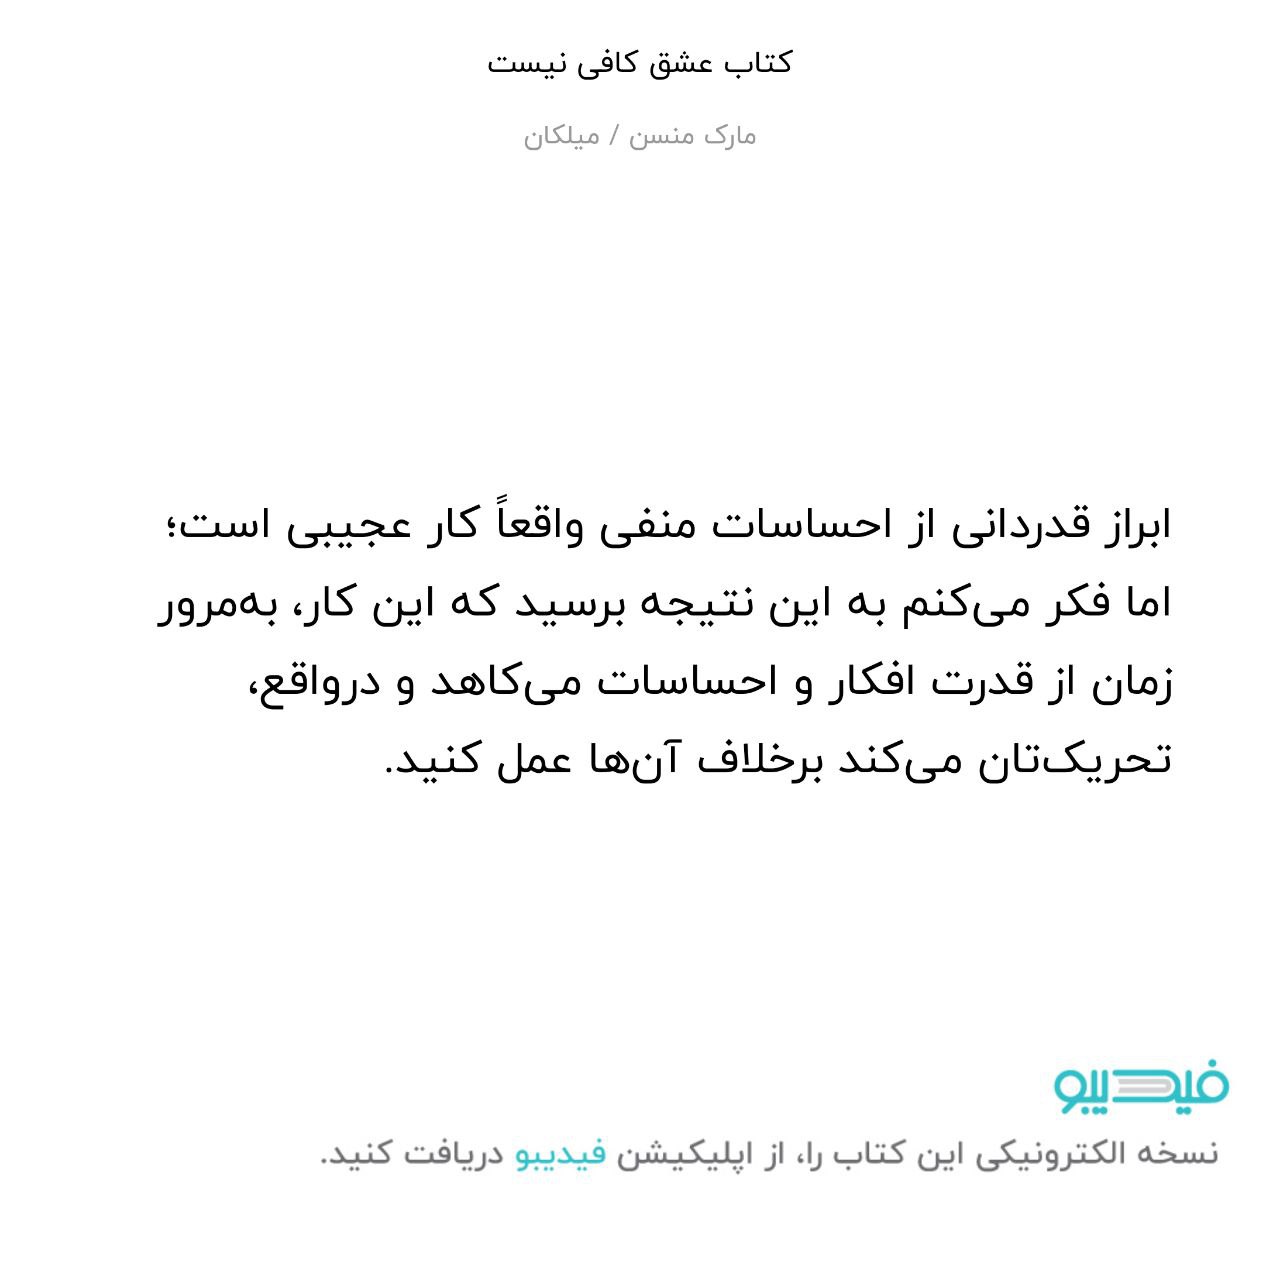 کتاب عشق کافی نیست
مارک منسن / میلکان
ابراز قدردانی از احساسات منفی واقعاً کار عجیبی است؛
اما فکر می‌کنم به این نتیجه برسید که این کار، به‌مرور
زمان از قدرت افکار و احساسات می‌کاهد و درواقع،
تحریک‌تان می‌کند برخلاف آن‌ها عمل کنید.
فیدیبو
نسخه الکترونیکی این کتاب را، از اپلیکیشن فیدیبو دریافت کنید.